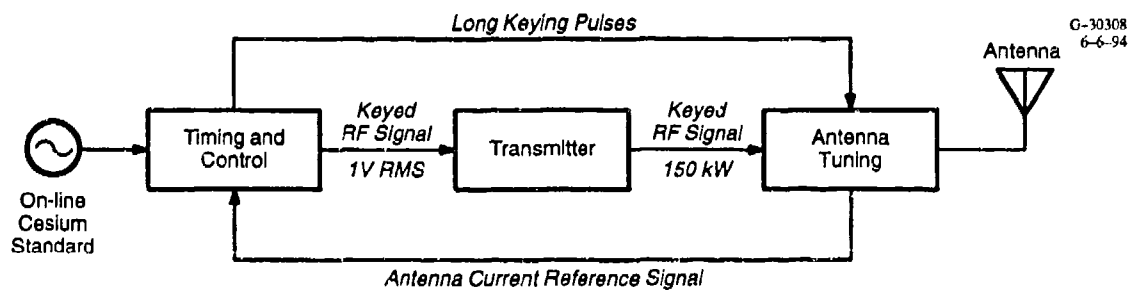 Long Keying Pulses
G-30308
6-6-94
Antenna
Timing and
Control
Keyed
RF Signal
1V RMS
Transmitter
Keyed
RF Signal
150 kW
Antenna
Tuning
On-line
Cesium
Standard
Antenna Current Reference Signal